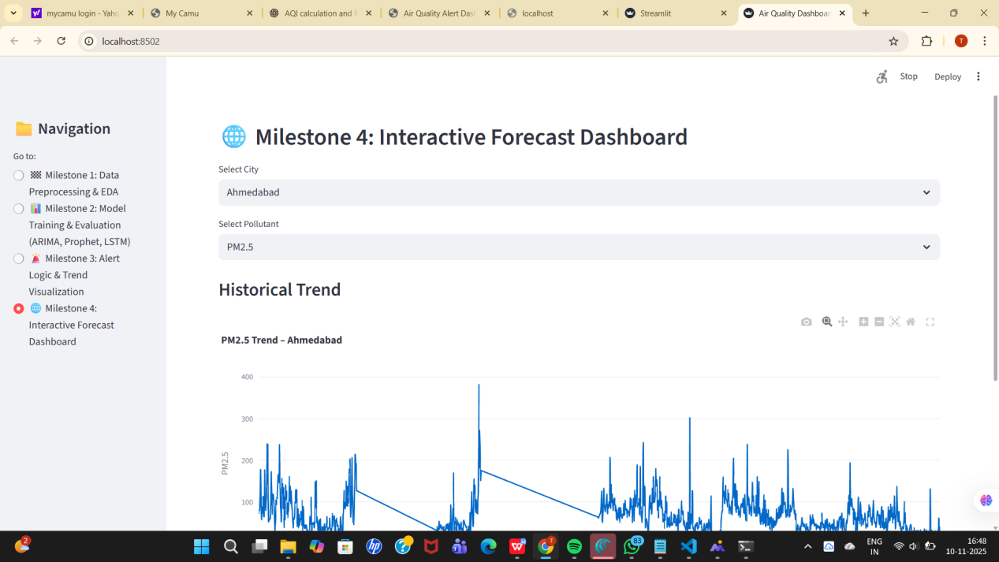 mycamu login - Yaho
My Camu
AQI calculation and f
Air Quality Alert Dash
localhost
Streamlit
Air Quality Dashboar
localhost:8502
T
Stop
Deploy
Navigation
Go to:
Milestone 1: Data
Preprocessing & EDA
Milestone 2: Model
Training & Evaluation
(ARIMA, Prophet, LSTM)
Milestone 3: Alert
Logic & Trend
Visualization
Milestone 4:
Interactive Forecast
Dashboard
Milestone 4: Interactive Forecast Dashboard
Select City
Ahmedabad
Select Pollutant
PM2.5
Historical Trend
PM2.5 Trend – Ahmedabad
400
300
200
100
PM2.5
2
hp
W
T
83
ENG
IN
16:48
10-11-2025